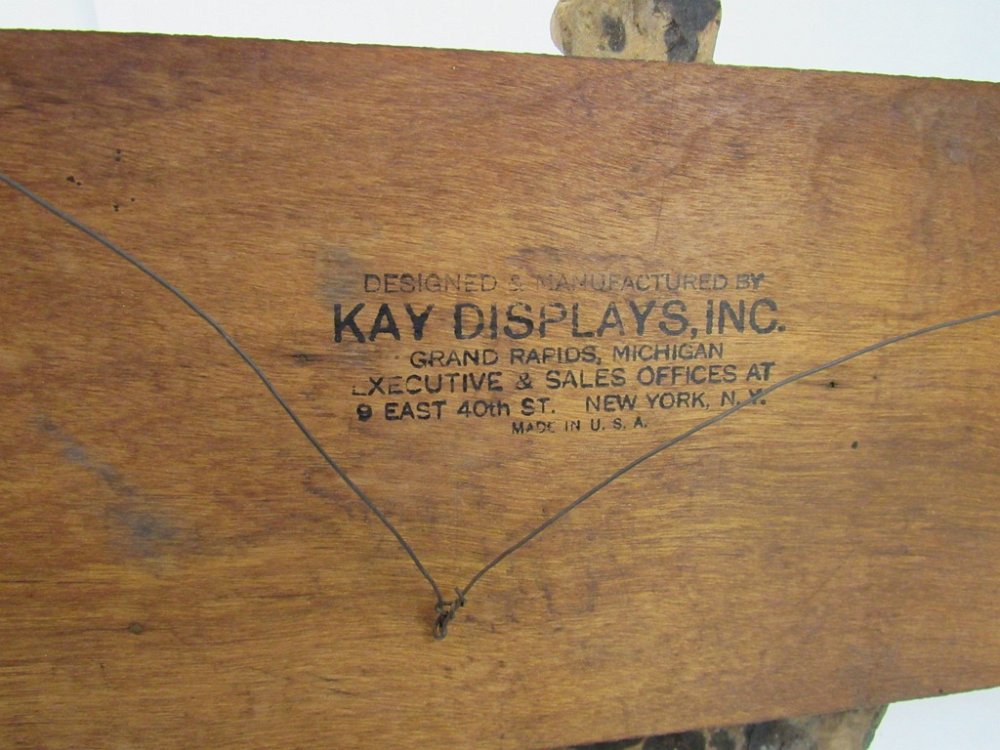 DESIGNED & MANUFACTURED BY
KAY DISPLAYS, INC.
GRAND RAPIDS, MICHIGAN
EXECUTIVE & SALES OFFICES AT
9 EAST 40th ST. NEW YORK, N.Y.
MADE IN U. S. A.